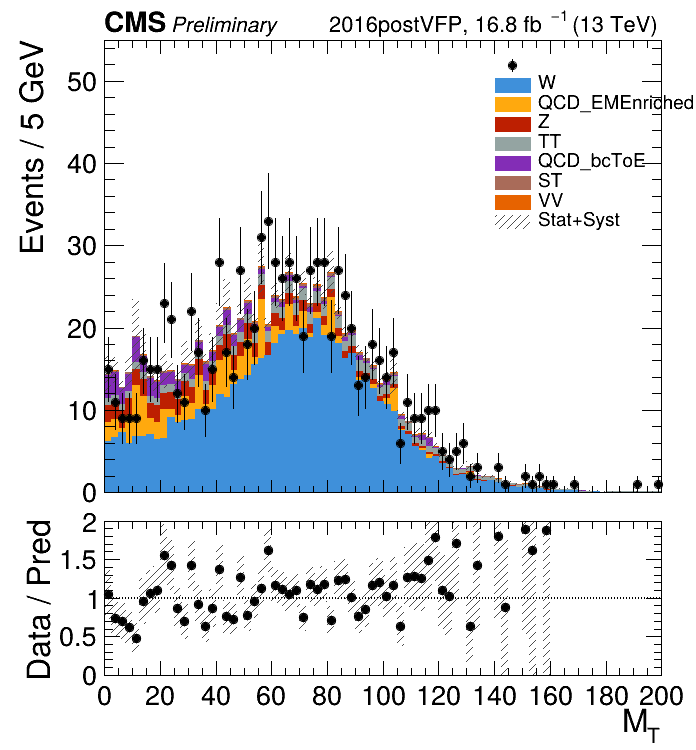 CMS Preliminary 2016postVFP, 16.8 fb⁻¹ (13 TeV)
Events / 5 GeV
50
40
30
20
10
0
W
QCD_EMEnriched
Z
TT
QCD_bcToE
ST
VV
Stat+Syst
Data / Pred
2
1.5
1
0.5
0
0 20 40 60 80 100 120 140 160 180 200
M_T